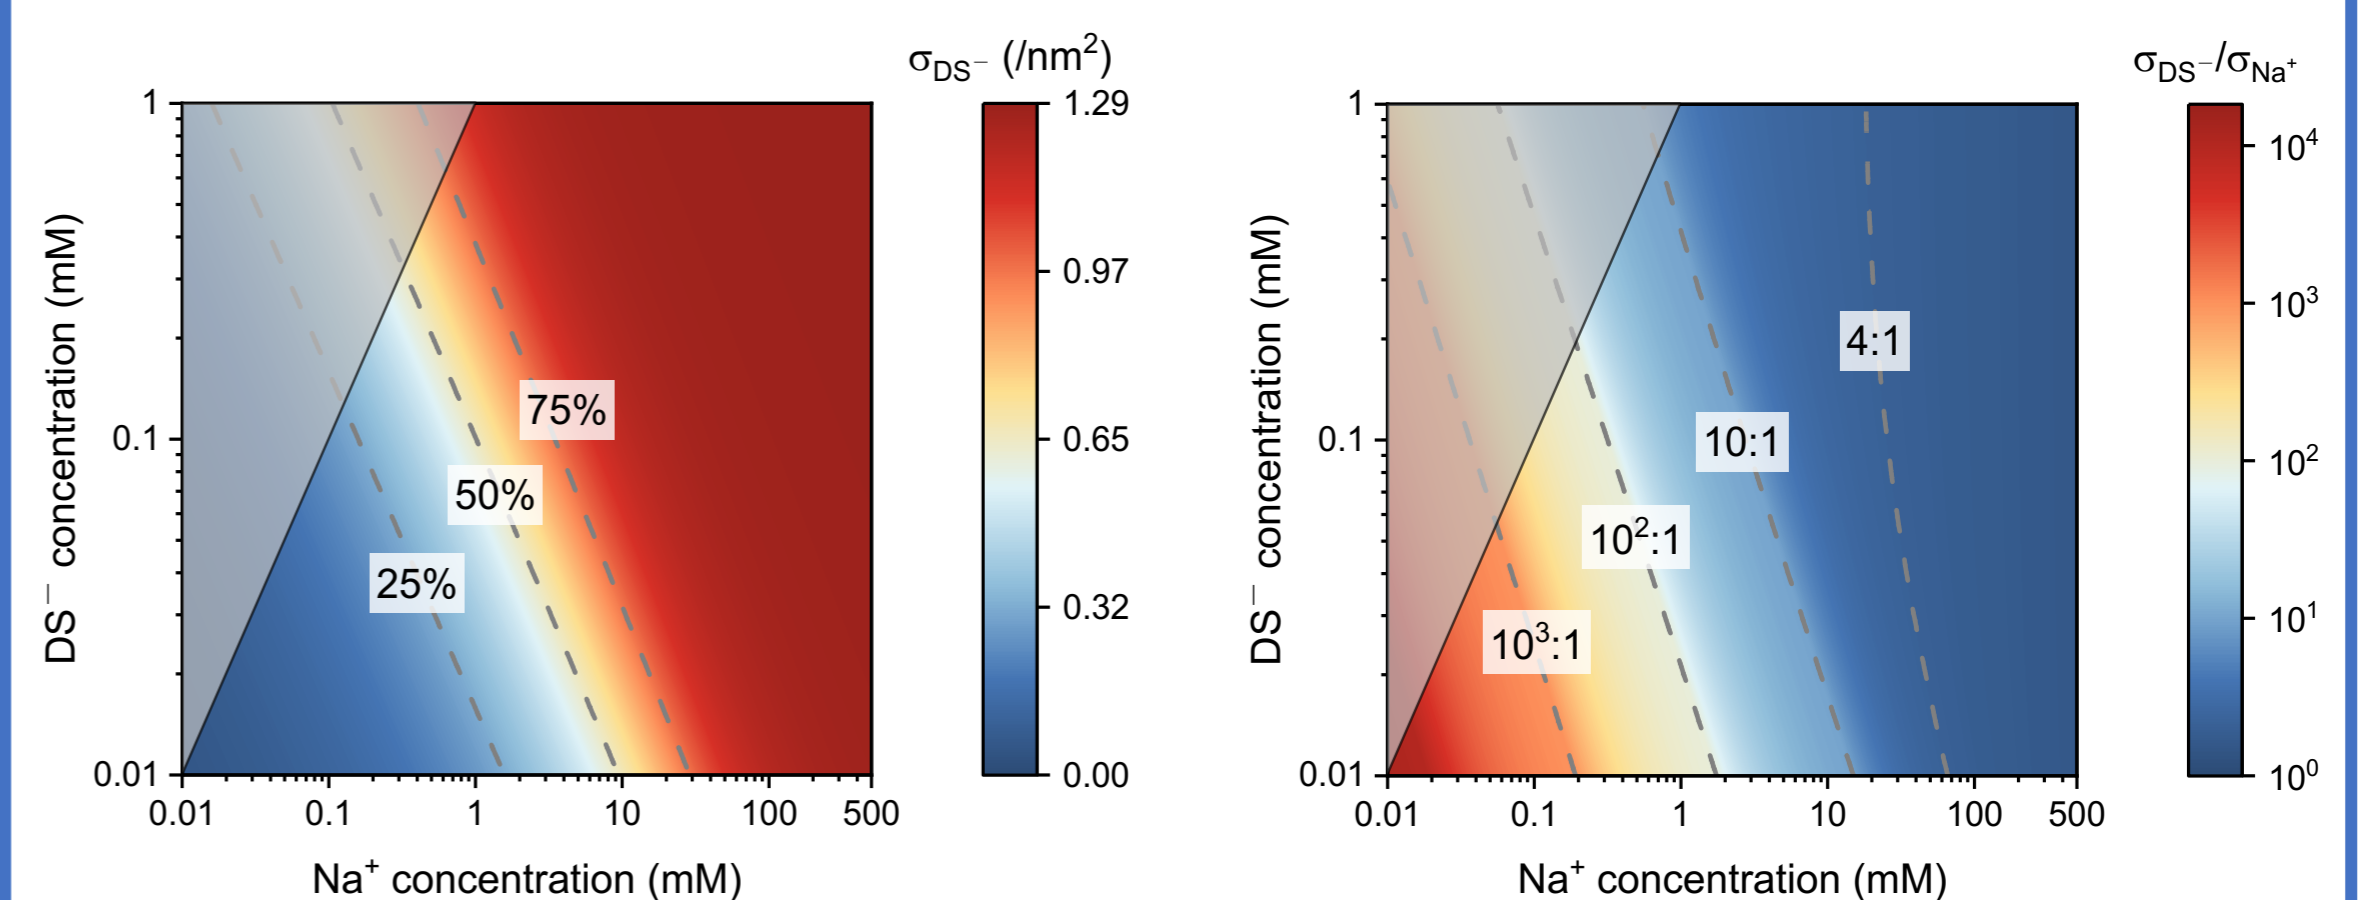 σDS⁻ (/nm²)
1
0.1
0.01
DS⁻ concentration (mM)
75%
50%
25%
0.01 0.1 1 10 100 500
Na⁺ concentration (mM)
1.29
0.97
0.65
0.32
0.00
σDS⁻/σNa⁺
1
0.1
0.01
DS⁻ concentration (mM)
4:1
10:1
10²:1
10³:1
0.01 0.1 1 10 100 500
Na⁺ concentration (mM)
10⁴
10³
10²
10¹
10⁰